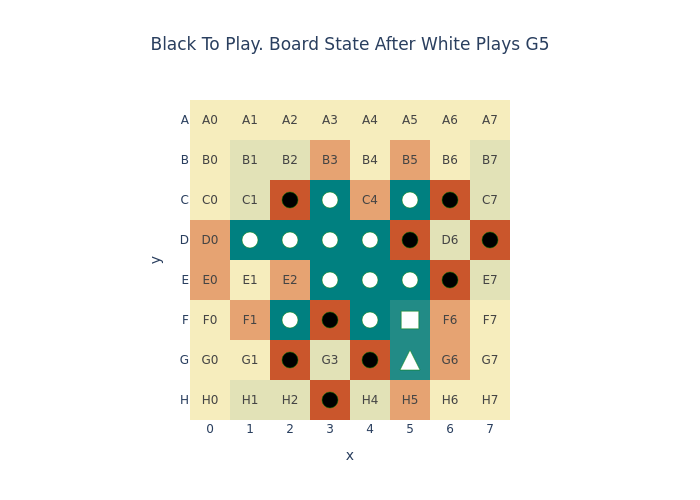 Black To Play. Board State After White Plays G5
A A0 A1 A2 A3 A4 A5 A6 A7
B B0 B1 B2 B3 B4 B5 B6 B7
C C0 C1 C4 C7
D D0 D6
E E0 E1 E2 E7
F F0 F1 F6 F7
G G0 G1 G3 G6 G7
H H0 H1 H2 H4 H5 H6 H7
0 1 2 3 4 5 6 7
x
y